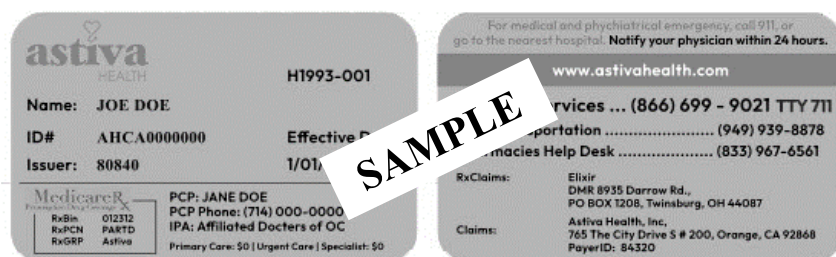 astiva
HEALTH
H1993-001
Name: JOE DOE
ID# AHCA0000000 Effective
Issuer: 80840 1/01/
MedicareRx
Prescription Drug Coverage
RxBin 012312
RxPCN PARTD
RxGRP Astiva
PCP: JANE DOE
PCP Phone: (714) 000-0000
IPA: Affiliated Docters of OC
Primary Care: $0 | Urgent Care | Specialist: $0
SAMPLE
For medical and phychiatrical emergency, call 911, or
go to the nearest hospital. Notify your physician within 24 hours.
www.astivahealth.com
rvices ... (866) 699 - 9021 TTY 711
portation ..................... (949) 939-8878
macies Help Desk .................. (833) 967-6561
RxClaims: Elixir
DMR 8935 Darrow Rd.,
PO BOX 1208, Twinsburg, OH 44087
Claims: Astiva Health, Inc,
765 The City Drive S # 200, Orange, CA 92868
PayerID: 84320